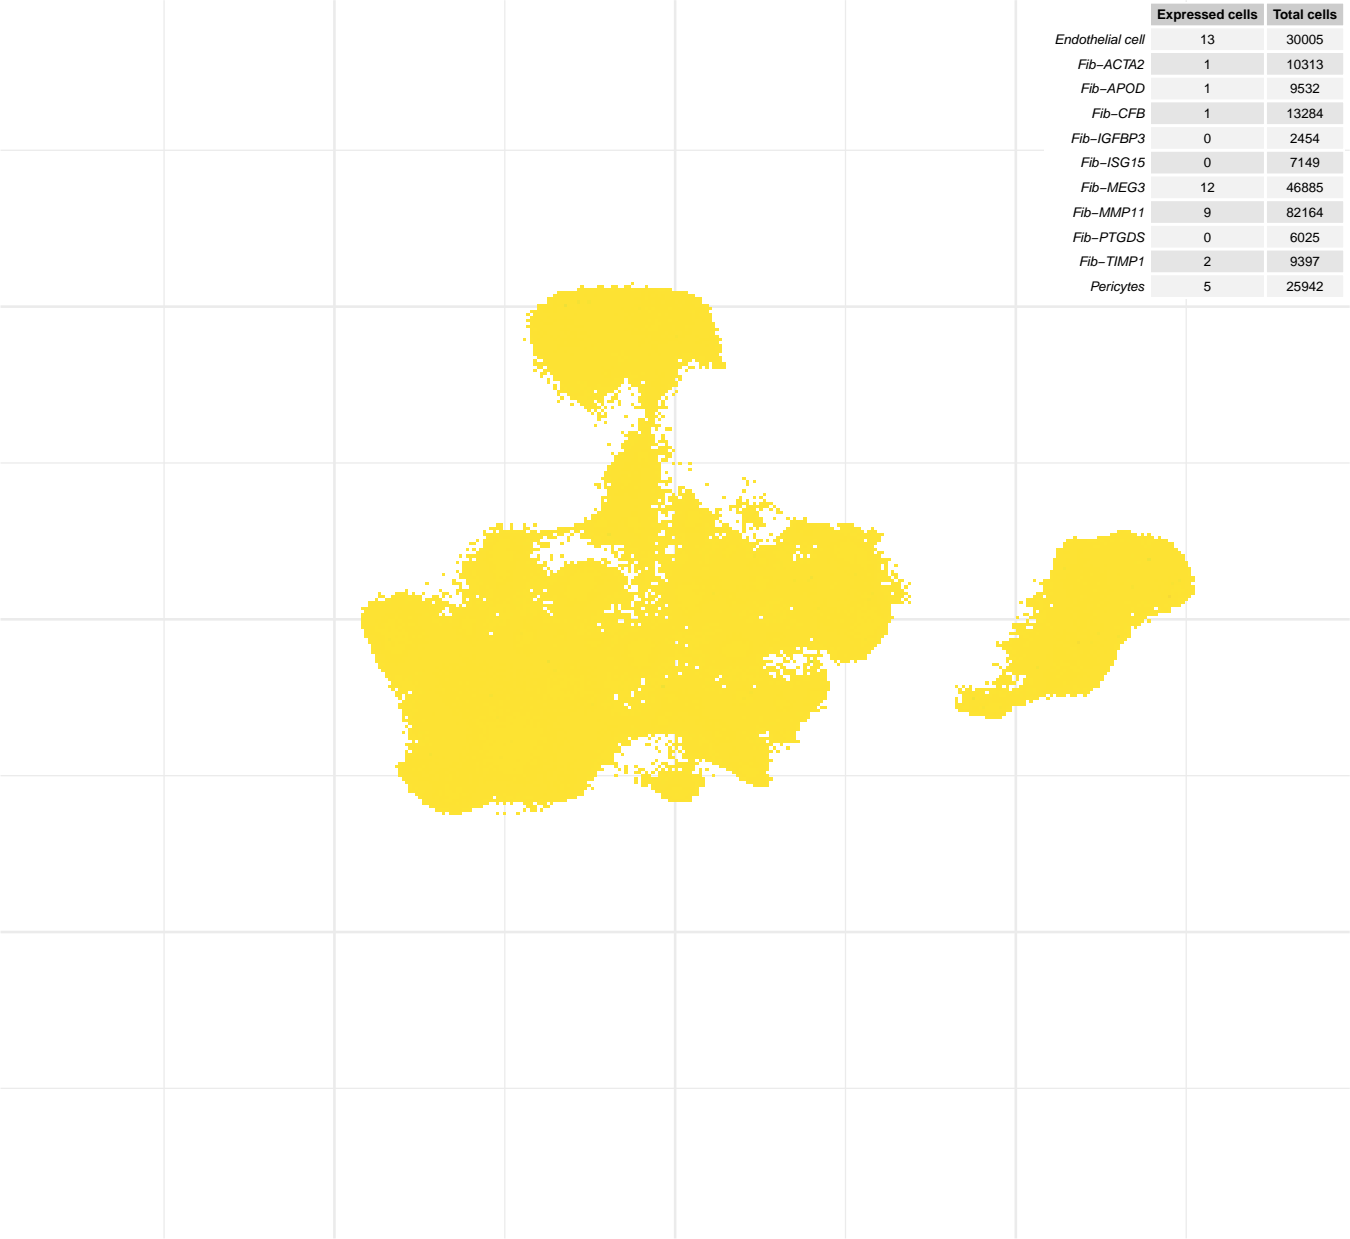 Expressed cells Total cells
Endothelial cell 13 30005
Fib−ACTA2 1 10313
Fib−APOD 1 9532
Fib−CFB 1 13284
Fib−IGFBP3 0 2454
Fib−ISG15 0 7149
Fib−MEG3 12 46885
Fib−MMP11 9 82164
Fib−PTGDS 0 6025
Fib−TIMP1 2 9397
Pericytes 5 25942